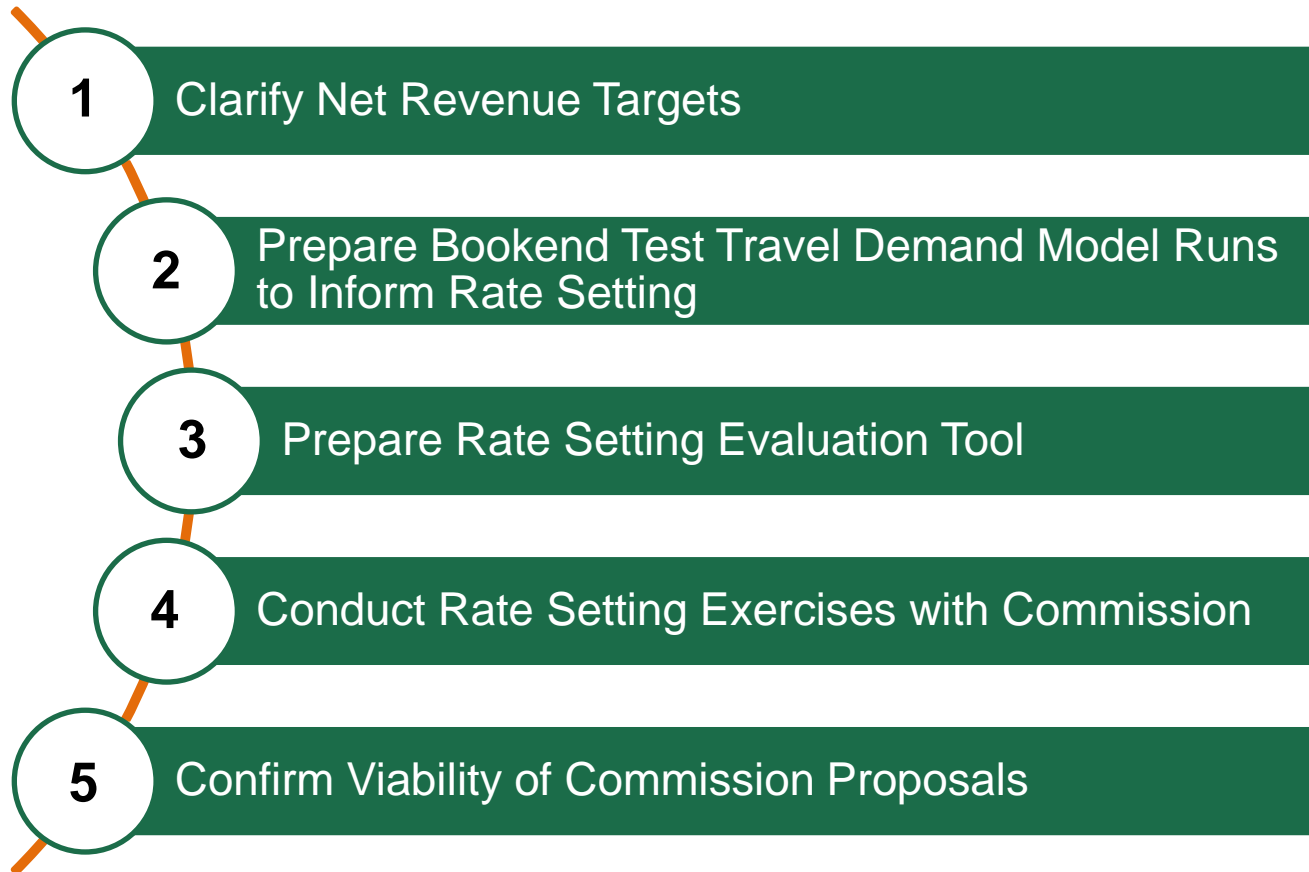 1
Clarify Net Revenue Targets
2
Prepare Bookend Test Travel Demand Model Runs
to Inform Rate Setting
3
Prepare Rate Setting Evaluation Tool
4
Conduct Rate Setting Exercises with Commission
5
Confirm Viability of Commission Proposals